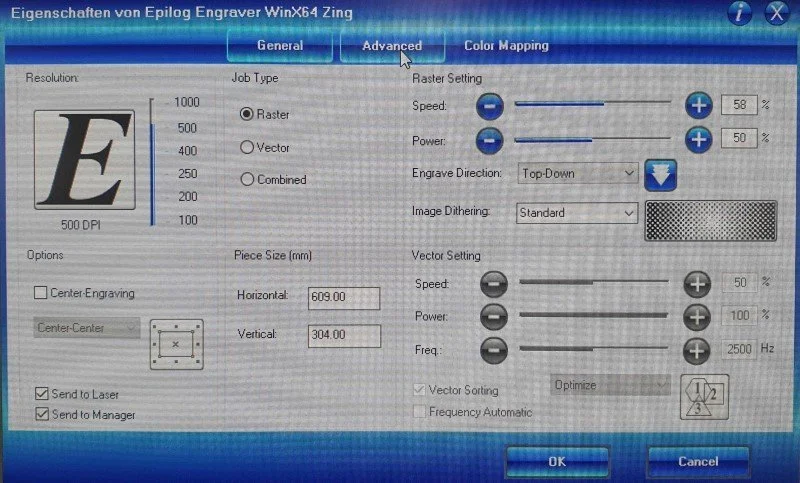 Eigenschaften von Epilog Engraver WinX64 Zing
i X
General Advanced Color Mapping
Resolution:
E
500 DPI
1000
500
400
250
200
100
Job Type
Raster
Vector
Combined
Raster Setting
Speed: - + 58 %
Power: - + 50 %
Engrave Direction: Top-Down
Image Dithering: Standard
Options
Center-Engraving
Center-Center
x
Send to Laser
Send to Manager
Piece Size (mm)
Horizontal: 609.00
Vertical: 304.00
Vector Setting
Speed: - + 50 %
Power: - + 100 %
Freq.: - + 2500 Hz
Vector Sorting Optimize
1 2
3
Frequency Automatic
OK Cancel